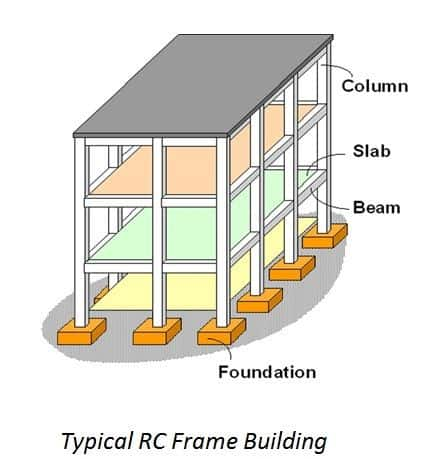 Column
Slab
Beam
Foundation
Typical RC Frame Building